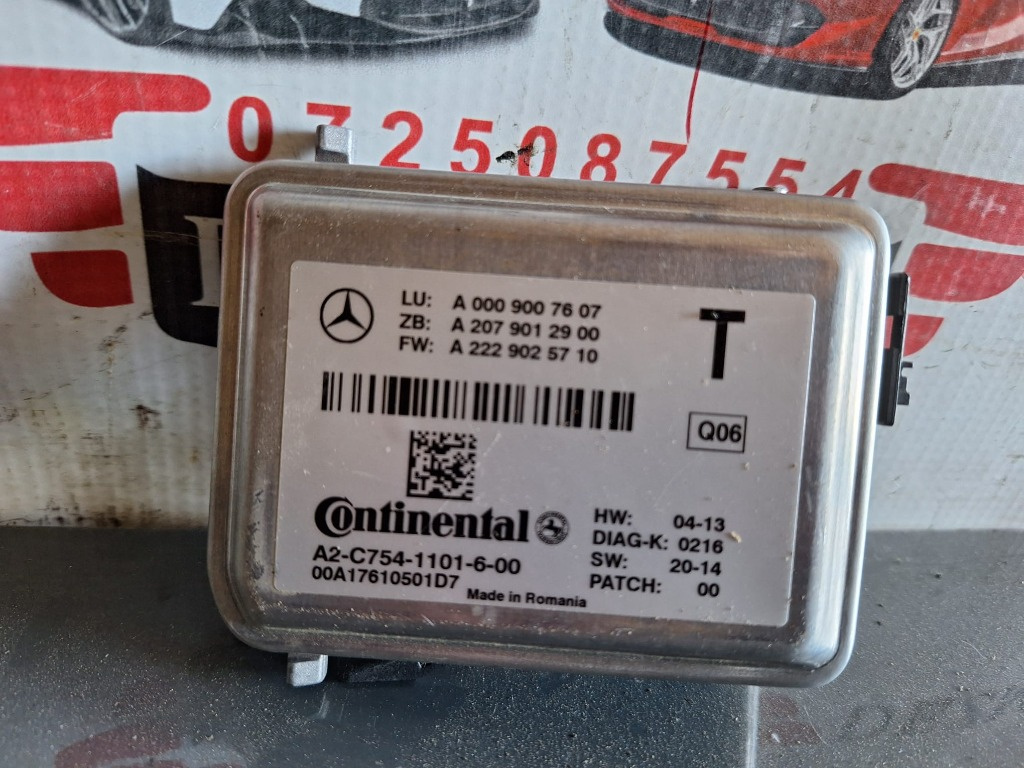 0725087554
LU: A 000 900 76 07
ZB: A 207 901 29 00
FW: A 222 902 57 10
T
Q06
Continental
A2-C754-1101-6-00
00A17610501D7
Made in Romania
HW: 04-13
DIAG-K: 0216
SW: 20-14
PATCH: 00